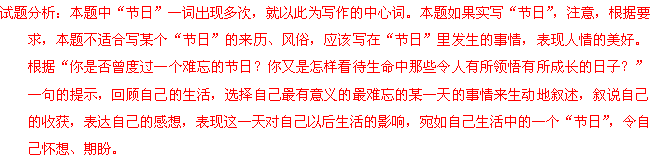 试题分析：本题中“节日”一词出现多次，就以此为写作的中心词。本题如果实写“节日”，注意，根据要
求，本题不适合写某个“节日”的来历、风俗，应该写在“节日”里发生的事情，表现人情的美好。
根据“你是否曾度过一个难忘的节日？你又是怎样看待生命中那些令人有所领悟有所成长的日子？”
一句的提示，回顾自己的生活，选择自己最有意义的最难忘的某一天的事情来生动地叙述，叙说自己
的收获，表达自己的感想，表现这一天对自己以后生活的影响，宛如自己生活中的一个“节日”，令自
己怀想、期盼。